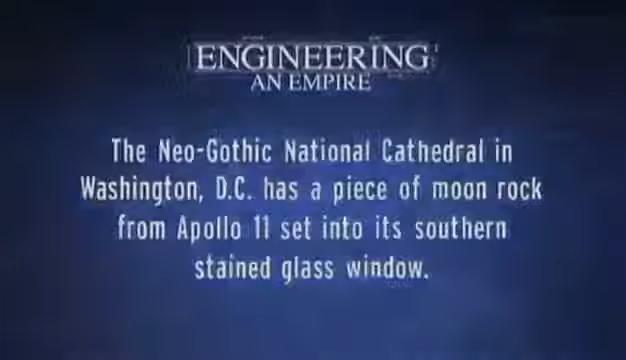 ENGINEERING
AN EMPIRE
The Neo-Gothic National Cathedral in
Washington, D.C. has a piece of moon rock
from Apollo 11 set into its southern
stained glass window.